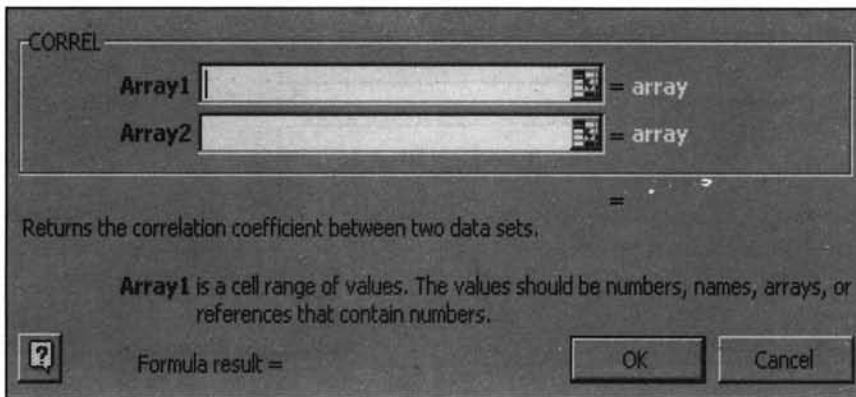 CORREL
Array1 = array
Array2 = array
=
Returns the correlation coefficient between two data sets.
Array1 is a cell range of values. The values should be numbers, names, arrays, or
references that contain numbers.
? Formula result = OK Cancel